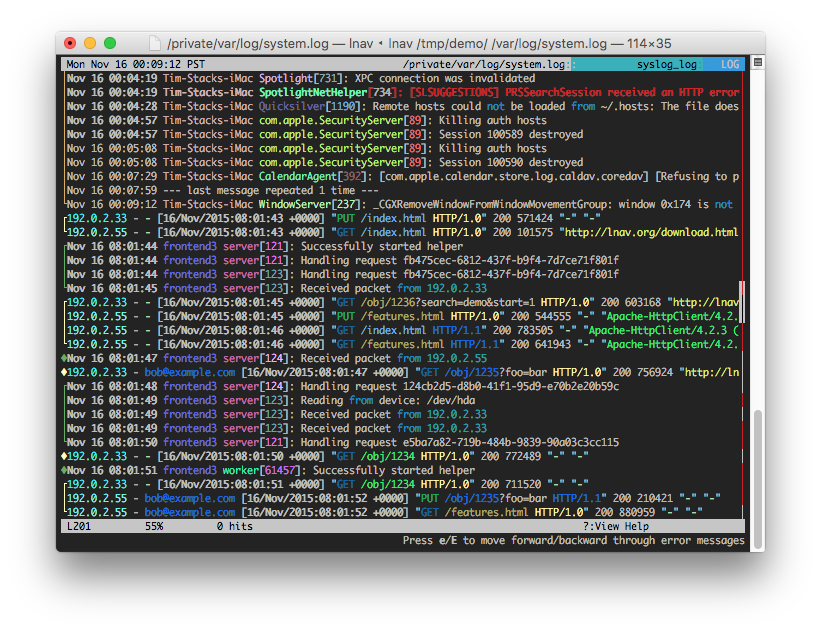 /private/var/log/system.log — lnav ‹ lnav /tmp/demo/ /var/log/system.log — 114×35
Mon Nov 16 00:09:12 PST /private/var/log/system.log:: syslog_log LOG
Nov 16 00:04:19 Tim-Stacks-iMac Spotlight[731]: XPC connection was invalidated
Nov 16 00:04:19 Tim-Stacks-iMac SpotlightNetHelper[734]: [SLSUGGESTIONS] PRSSearchSession received an HTTP error
Nov 16 00:04:28 Tim-Stacks-iMac Quicksilver[1190]: Remote hosts could not be loaded from ~/.hosts: The file does
Nov 16 00:04:57 Tim-Stacks-iMac com.apple.SecurityServer[89]: Killing auth hosts
Nov 16 00:04:57 Tim-Stacks-iMac com.apple.SecurityServer[89]: Session 100589 destroyed
Nov 16 00:05:08 Tim-Stacks-iMac com.apple.SecurityServer[89]: Killing auth hosts
Nov 16 00:05:08 Tim-Stacks-iMac com.apple.SecurityServer[89]: Session 100590 destroyed
Nov 16 00:07:29 Tim-Stacks-iMac CalendarAgent[392]: [com.apple.calendar.store.log.caldav.coredav] [Refusing to p
Nov 16 00:07:59 --- last message repeated 1 time ---
Nov 16 00:09:12 Tim-Stacks-iMac WindowServer[237]: _CGXRemoveWindowFromWindowMovementGroup: window 0x174 is not
192.0.2.33 - - [16/Nov/2015:08:01:43 +0000] "PUT /index.html HTTP/1.0" 200 571424 "-" "-"
192.0.2.55 - - [16/Nov/2015:08:01:43 +0000] "GET /index.html HTTP/1.0" 200 101575 "http://lnav.org/download.html
Nov 16 08:01:44 frontend3 server[121]: Successfully started helper
Nov 16 08:01:44 frontend3 server[121]: Handling request fb475cec-6812-437f-b9f4-7d7ce71f801f
Nov 16 08:01:44 frontend3 server[123]: Handling request fb475cec-6812-437f-b9f4-7d7ce71f801f
Nov 16 08:01:45 frontend3 server[123]: Received packet from 192.0.2.33
192.0.2.33 - - [16/Nov/2015:08:01:45 +0000] "GET /obj/1236?search=demo&start=1 HTTP/1.0" 200 603168 "http://lnav
192.0.2.55 - - [16/Nov/2015:08:01:45 +0000] "PUT /features.html HTTP/1.0" 200 544555 "-" "Apache-HttpClient/4.2.
192.0.2.55 - - [16/Nov/2015:08:01:46 +0000] "GET /index.html HTTP/1.1" 200 783505 "-" "Apache-HttpClient/4.2.3 (
192.0.2.55 - - [16/Nov/2015:08:01:46 +0000] "GET /features.html HTTP/1.1" 200 641943 "-" "Apache-HttpClient/4.2.
Nov 16 08:01:47 frontend3 server[124]: Received packet from 192.0.2.55
192.0.2.33 - bob@example.com [16/Nov/2015:08:01:47 +0000] "GET /obj/1235?foo=bar HTTP/1.0" 200 756924 "http://ln
Nov 16 08:01:48 frontend3 server[124]: Handling request 124cb2d5-d8b0-41f1-95d9-e70b2e20b59c
Nov 16 08:01:49 frontend3 server[123]: Reading from device: /dev/hda
Nov 16 08:01:49 frontend3 server[123]: Received packet from 192.0.2.33
Nov 16 08:01:49 frontend3 server[123]: Received packet from 192.0.2.33
Nov 16 08:01:50 frontend3 server[121]: Handling request e5ba7a82-719b-484b-9839-90a03c3cc115
192.0.2.33 - - [16/Nov/2015:08:01:50 +0000] "GET /obj/1234 HTTP/1.0" 200 772489 "-" "-"
Nov 16 08:01:51 frontend3 worker[61457]: Successfully started helper
192.0.2.55 - - [16/Nov/2015:08:01:51 +0000] "GET /obj/1234 HTTP/1.0" 200 711520 "-" "-"
192.0.2.55 - bob@example.com [16/Nov/2015:08:01:52 +0000] "PUT /obj/1235?foo=bar HTTP/1.1" 200 210421 "-" "-"
192.0.2.55 - bob@example.com [16/Nov/2015:08:01:52 +0000] "GET /features.html HTTP/1.0" 200 880959 "-" "-"
L201 55% 0 hits ?:View Help
Press e/E to move forward/backward through error messages